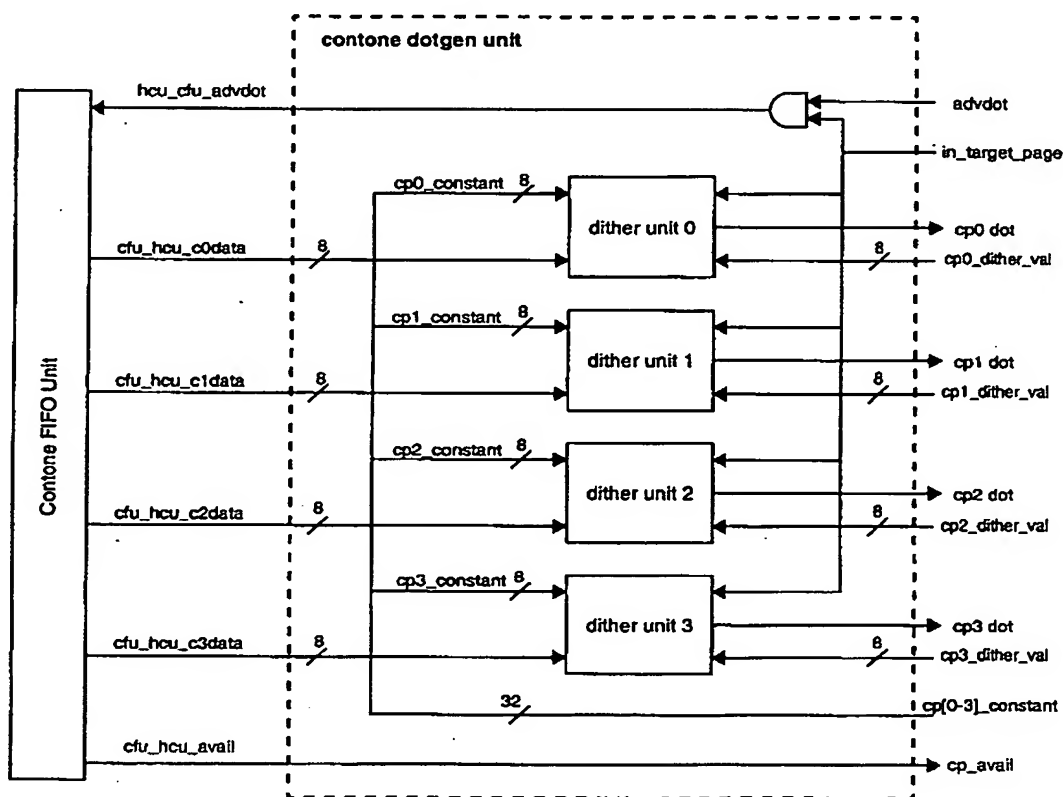 contone dotgen unit
hcu_cfu_advdot
advdot
in_target_page
cp0_constant 8
dither unit 0
cp0 dot
cfu_hcu_c0data 8
8 cp0_dither_val
cp1_constant 8
dither unit 1
cp1 dot
cfu_hcu_c1data 8
8 cp1_dither_val
Contone FIFO Unit
cp2_constant 8
dither unit 2
cp2 dot
cfu_hcu_c2data 8
8 cp2_dither_val
cp3_constant 8
dither unit 3
cp3 dot
cfu_hcu_c3data 8
8 cp3_dither_val
32
cp[0-3]_constant
cfu_hcu_avail
cp_avail